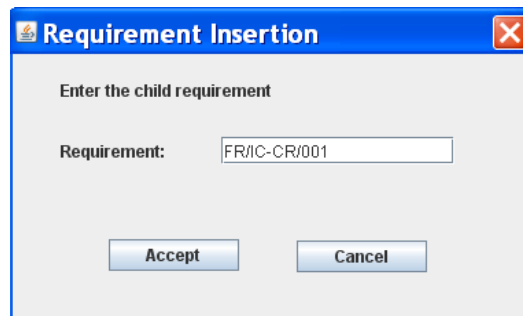 Requirement Insertion
Enter the child requirement
Requirement: FR/IC-CR/001
Accept Cancel